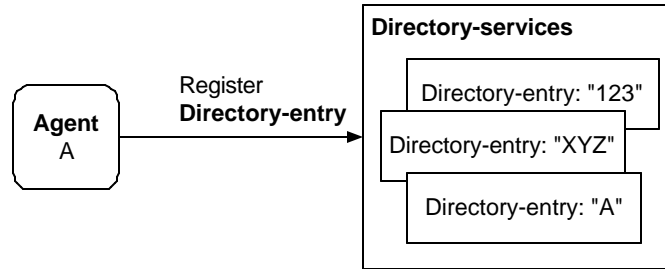 Directory-services
Register
Directory-entry
Agent
A
Directory-entry: "123"
Directory-entry: "XYZ"
Directory-entry: "A"